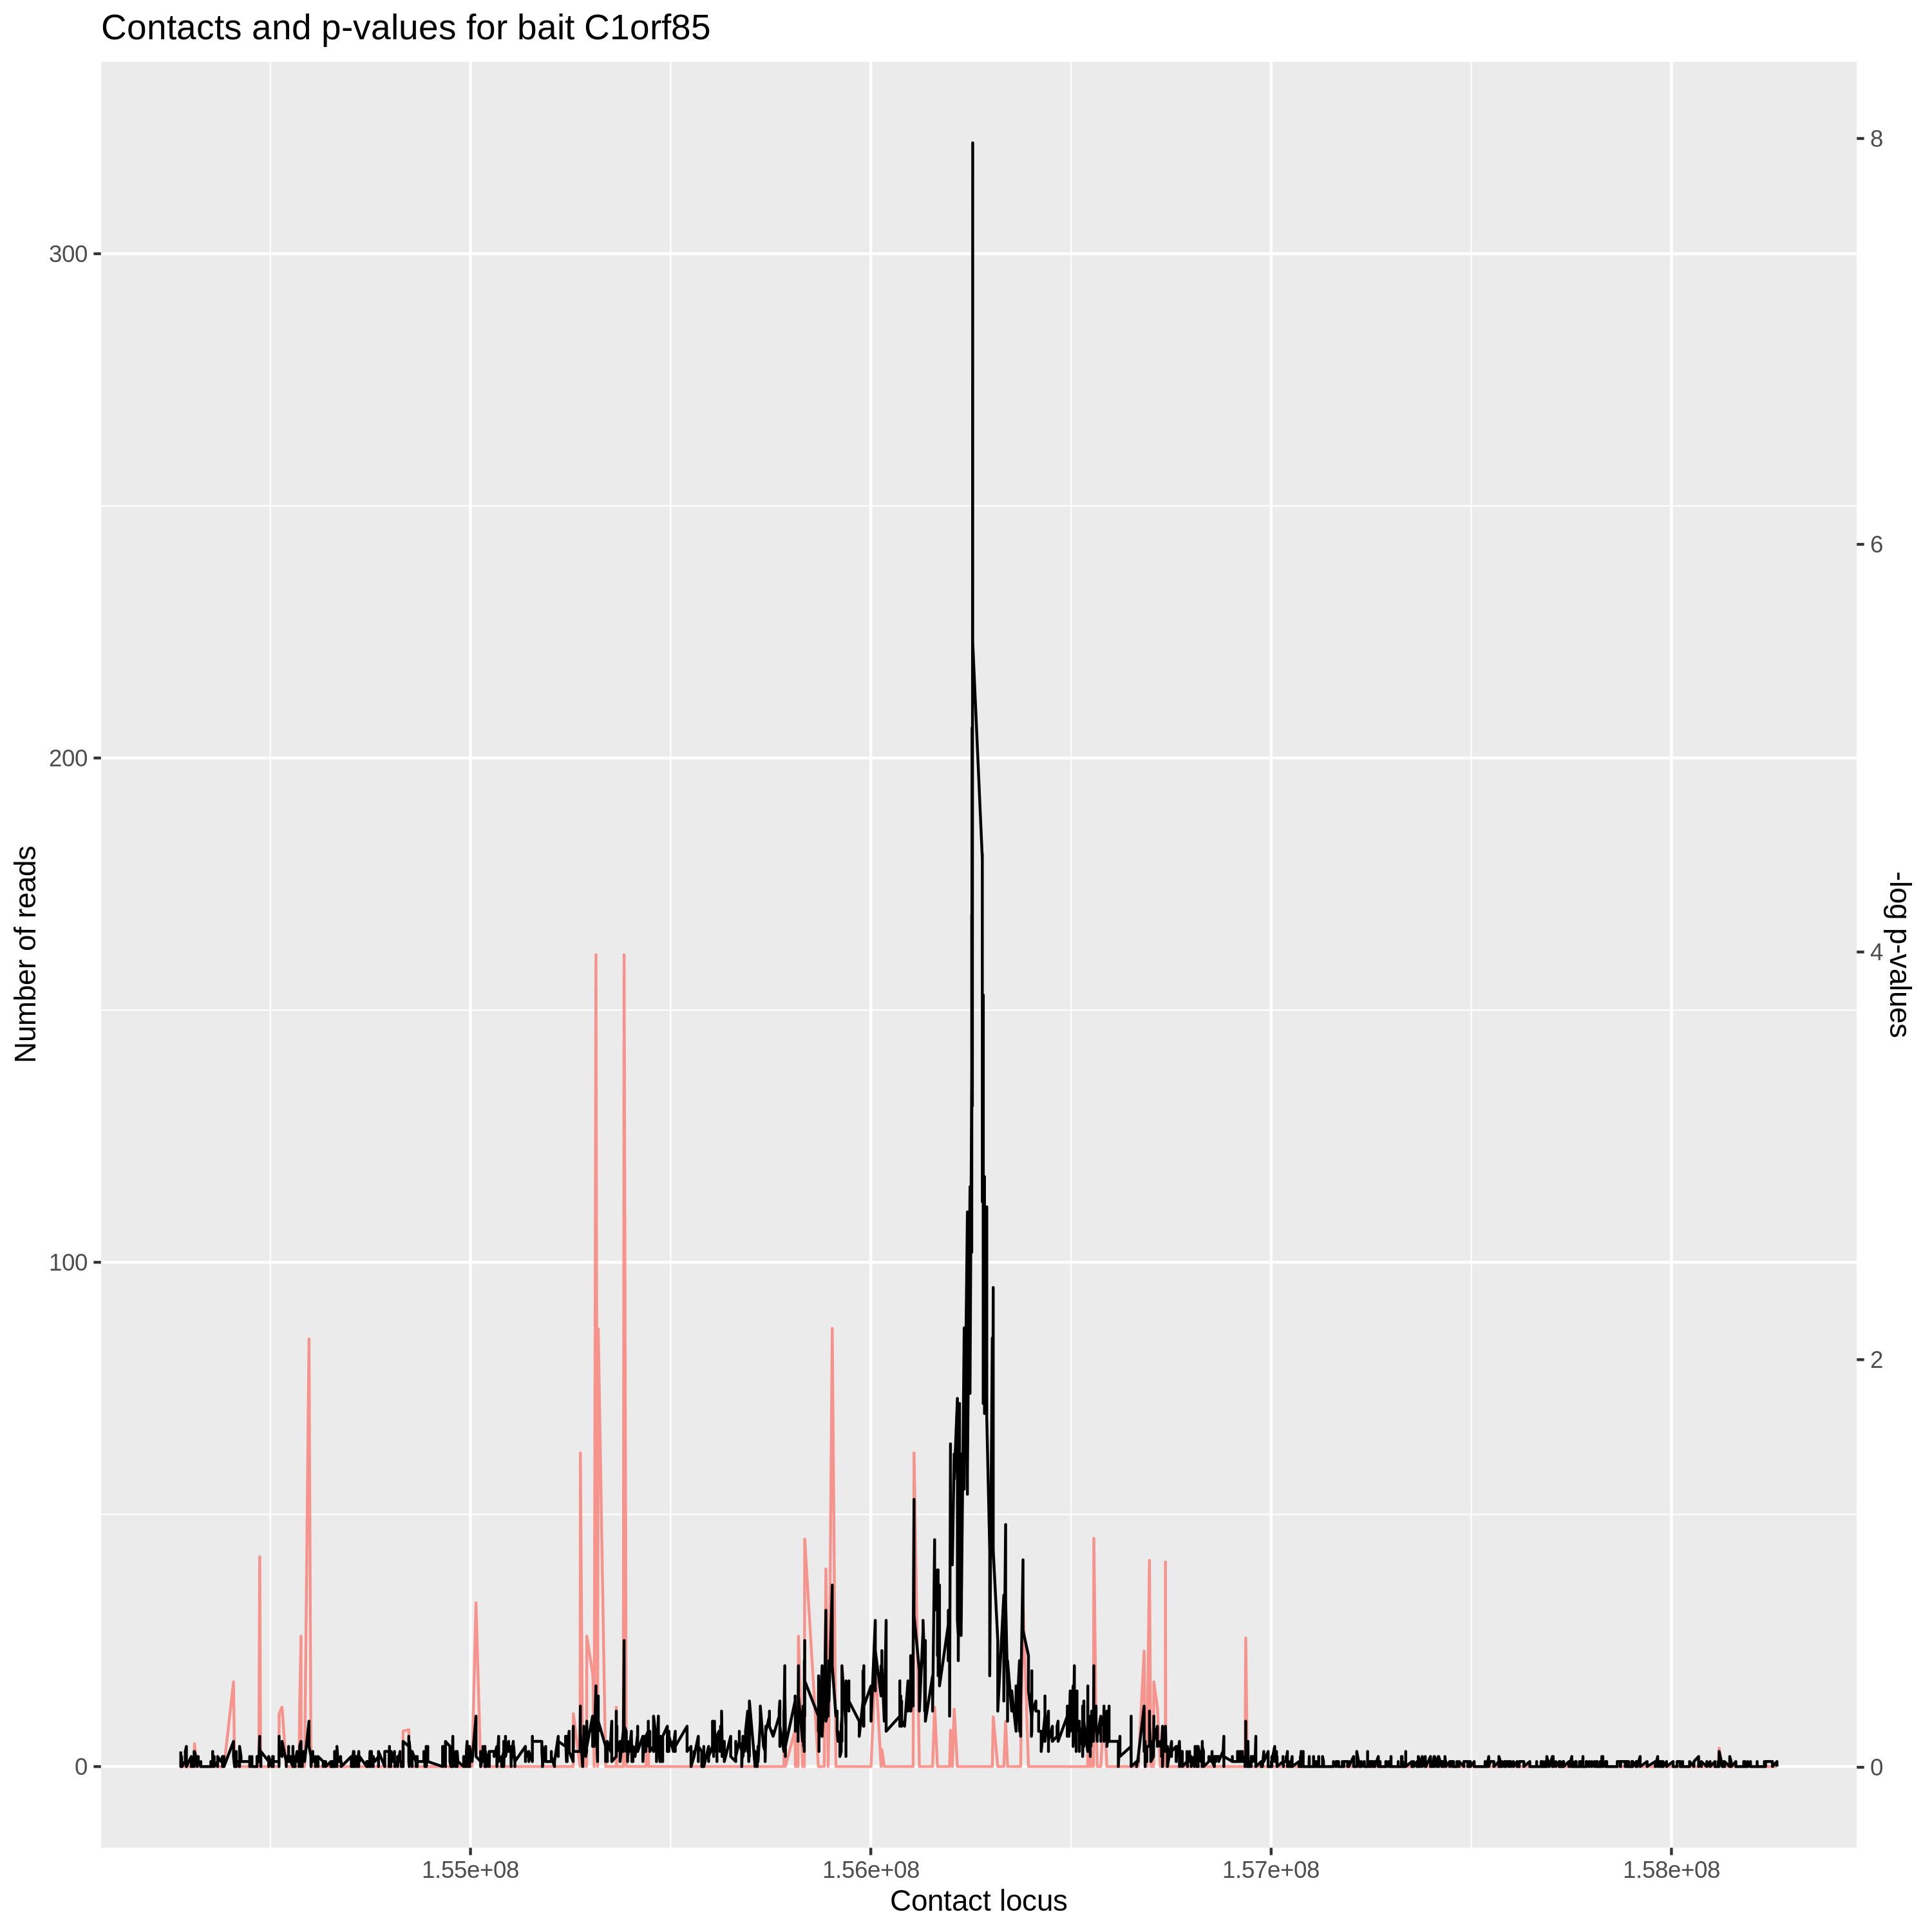 Contacts and p-values for bait C1orf85
300
200
100
0
Number of reads
8
6
4
2
0
-log p-values
1.55e+08
1.56e+08
1.57e+08
1.58e+08
Contact locus